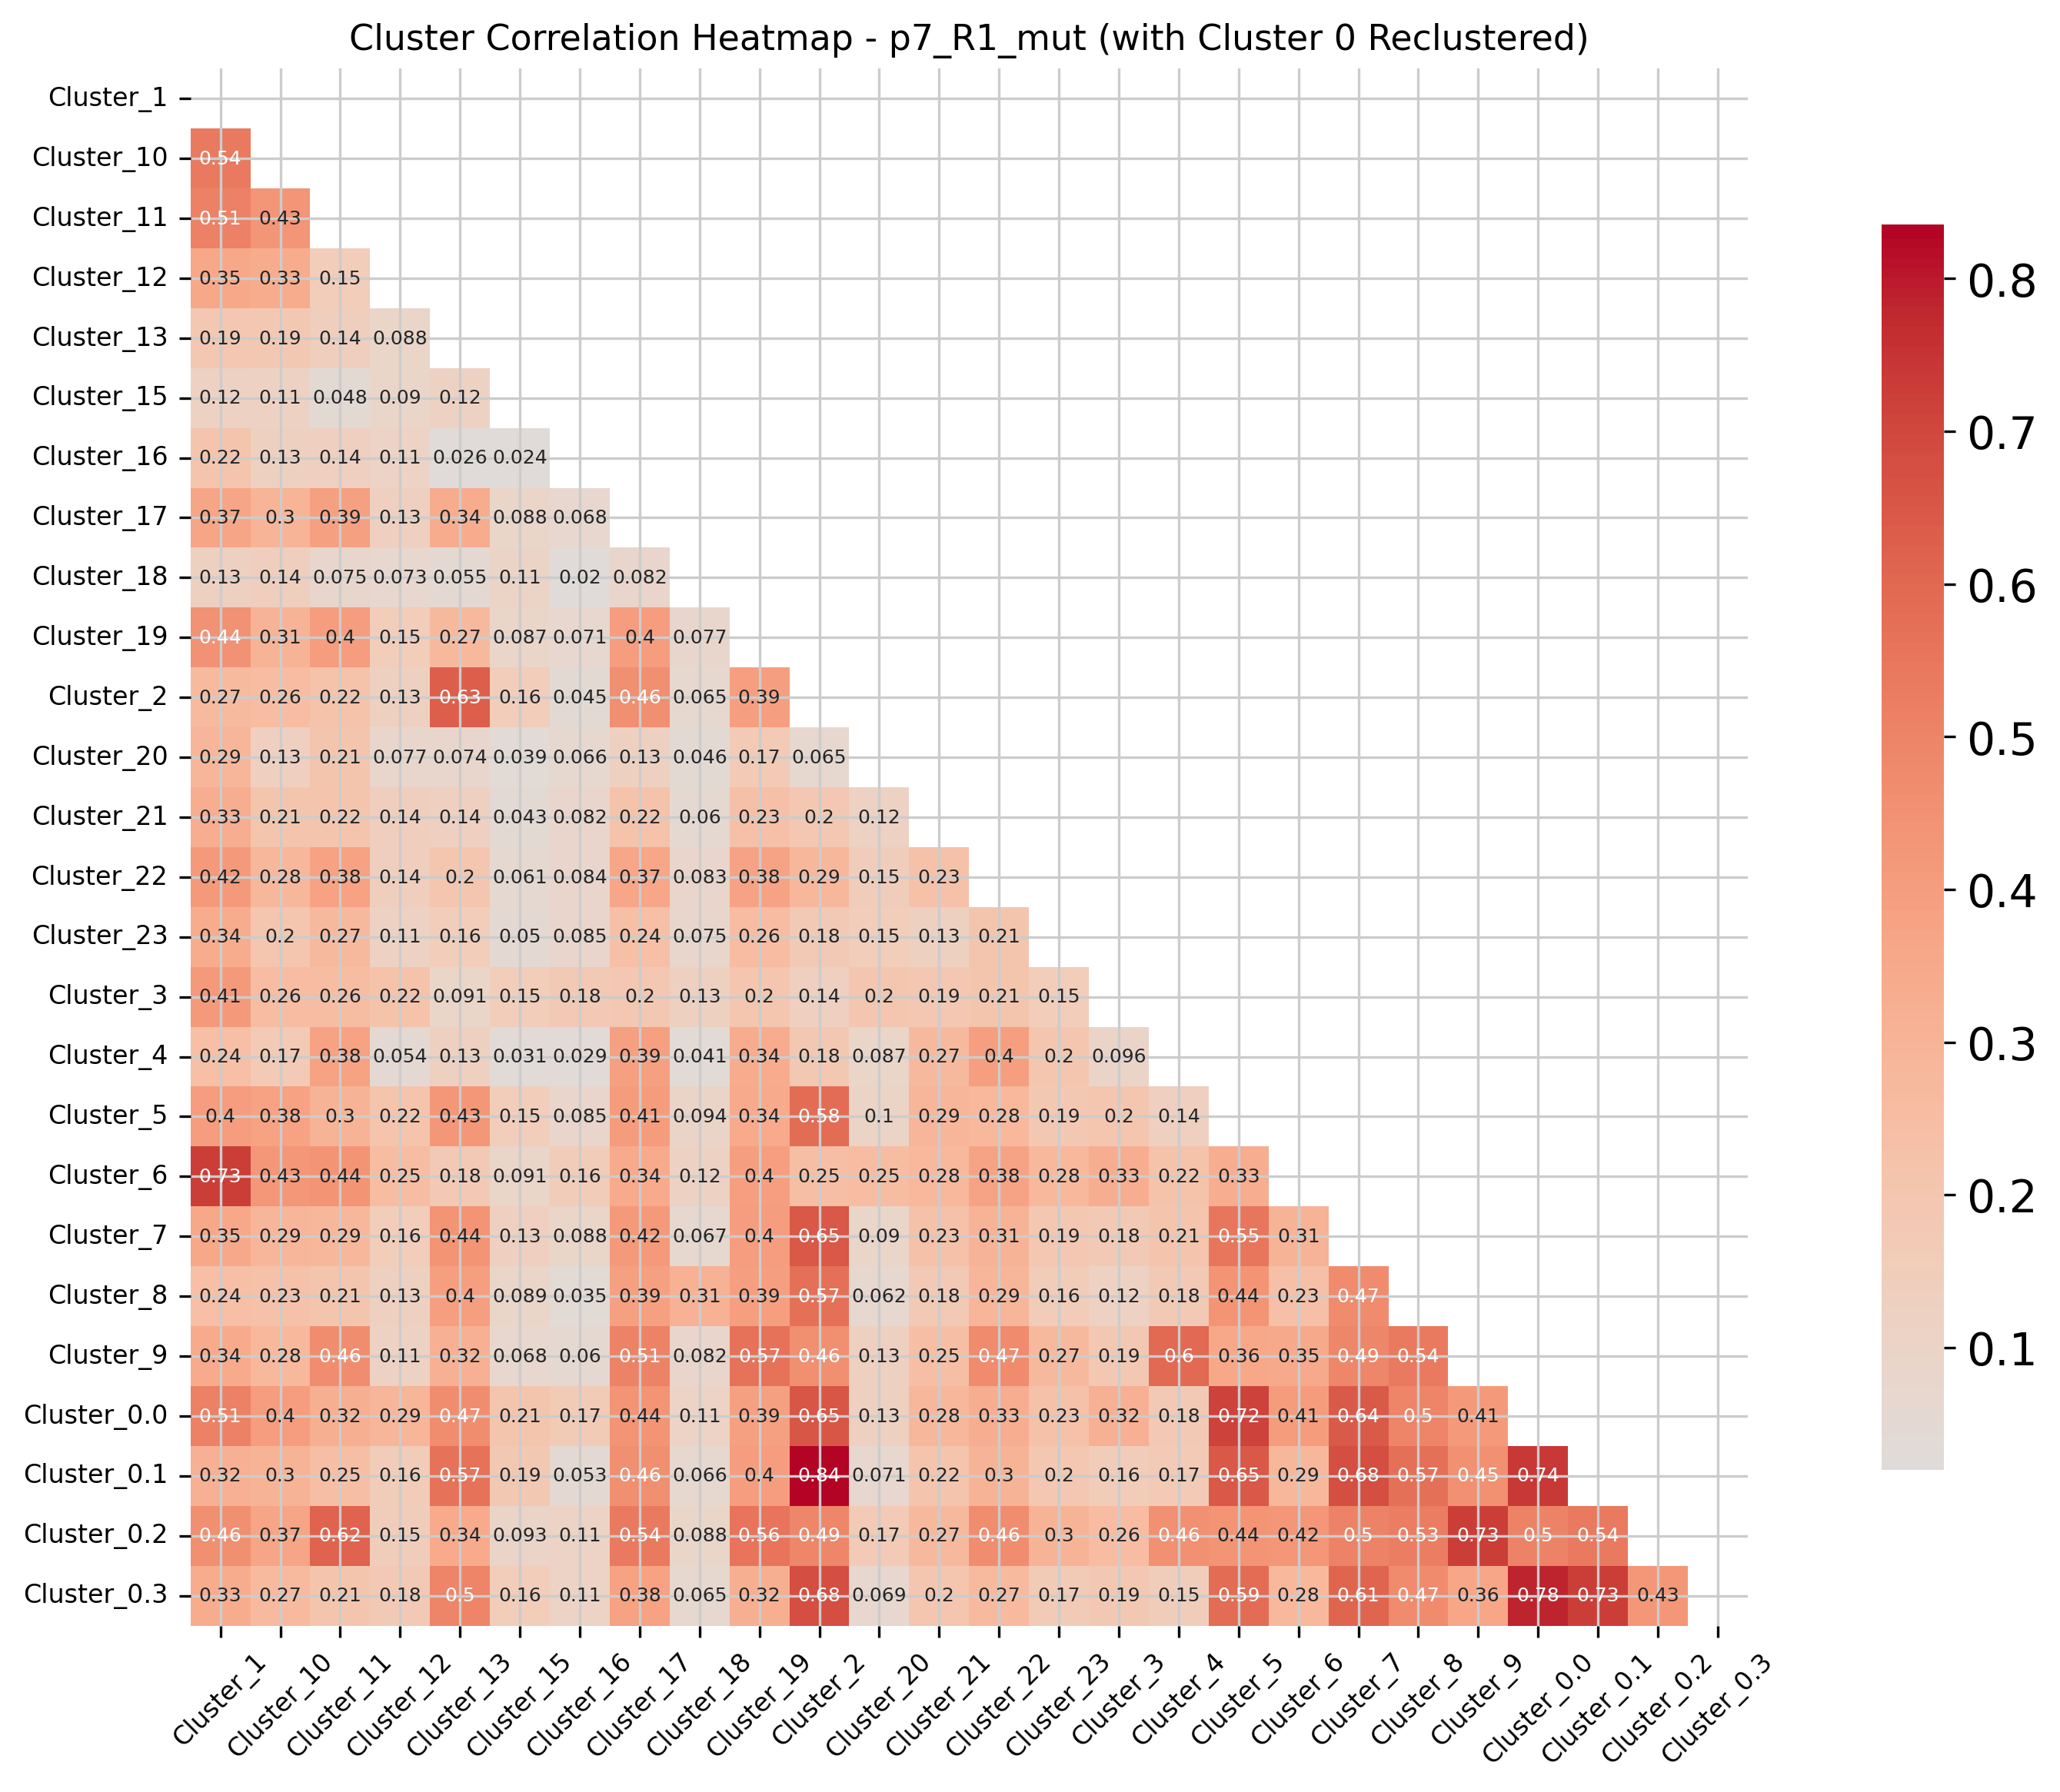 Cluster Correlation Heatmap - p7_R1_mut (with Cluster 0 Reclustered)
Cluster_1
Cluster_10 0.54
Cluster_11 0.51 0.43
Cluster_12 0.35 0.33 0.15
Cluster_13 0.19 0.19 0.14 0.088
Cluster_15 0.12 0.11 0.048 0.09 0.12
Cluster_16 0.22 0.13 0.14 0.11 0.026 0.024
Cluster_17 0.37 0.3 0.39 0.13 0.34 0.088 0.068
Cluster_18 0.13 0.14 0.075 0.073 0.055 0.11 0.02 0.082
Cluster_19 0.44 0.31 0.4 0.15 0.27 0.087 0.071 0.4 0.077
Cluster_2 0.27 0.26 0.22 0.13 0.63 0.16 0.045 0.46 0.065 0.39
Cluster_20 0.29 0.13 0.21 0.077 0.074 0.039 0.066 0.13 0.046 0.17 0.065
Cluster_21 0.33 0.21 0.22 0.14 0.14 0.043 0.082 0.22 0.06 0.23 0.2 0.12
Cluster_22 0.42 0.28 0.38 0.14 0.2 0.061 0.084 0.37 0.083 0.38 0.29 0.15 0.23
Cluster_23 0.34 0.2 0.27 0.11 0.16 0.05 0.085 0.24 0.075 0.26 0.18 0.15 0.13 0.21
Cluster_3 0.41 0.26 0.26 0.22 0.091 0.15 0.18 0.2 0.13 0.2 0.14 0.2 0.19 0.21 0.15
Cluster_4 0.24 0.17 0.38 0.054 0.13 0.031 0.029 0.39 0.041 0.34 0.18 0.087 0.27 0.4 0.2 0.096
Cluster_5 0.4 0.38 0.3 0.22 0.43 0.15 0.085 0.41 0.094 0.34 0.58 0.1 0.29 0.28 0.19 0.2 0.14
Cluster_6 0.73 0.43 0.44 0.25 0.18 0.091 0.16 0.34 0.12 0.4 0.25 0.25 0.28 0.38 0.28 0.33 0.22 0.33
Cluster_7 0.35 0.29 0.29 0.16 0.44 0.13 0.088 0.42 0.067 0.4 0.65 0.09 0.23 0.31 0.19 0.18 0.21 0.55 0.31
Cluster_8 0.24 0.23 0.21 0.13 0.4 0.089 0.035 0.39 0.31 0.39 0.57 0.062 0.18 0.29 0.16 0.12 0.18 0.44 0.23 0.47
Cluster_9 0.34 0.28 0.46 0.11 0.32 0.068 0.06 0.51 0.082 0.57 0.46 0.13 0.25 0.47 0.27 0.19 0.6 0.36 0.35 0.49 0.54
Cluster_0.0 0.51 0.4 0.32 0.29 0.47 0.21 0.17 0.44 0.11 0.39 0.65 0.13 0.28 0.33 0.23 0.32 0.18 0.72 0.41 0.64 0.5 0.41
Cluster_0.1 0.32 0.3 0.25 0.16 0.57 0.19 0.053 0.46 0.066 0.4 0.84 0.071 0.22 0.3 0.2 0.16 0.17 0.65 0.29 0.68 0.57 0.45 0.74
Cluster_0.2 0.46 0.37 0.62 0.15 0.34 0.093 0.11 0.54 0.088 0.56 0.49 0.17 0.27 0.46 0.3 0.26 0.46 0.44 0.42 0.5 0.53 0.73 0.5 0.54
Cluster_0.3 0.33 0.27 0.21 0.18 0.5 0.16 0.11 0.38 0.065 0.32 0.68 0.069 0.2 0.27 0.17 0.19 0.15 0.59 0.28 0.61 0.47 0.36 0.78 0.73 0.43
Cluster_1 Cluster_10 Cluster_11 Cluster_12 Cluster_13 Cluster_15 Cluster_16 Cluster_17 Cluster_18 Cluster_19 Cluster_2 Cluster_20 Cluster_21 Cluster_22 Cluster_23 Cluster_3 Cluster_4 Cluster_5 Cluster_6 Cluster_7 Cluster_8 Cluster_9 Cluster_0.0 Cluster_0.1 Cluster_0.2 Cluster_0.3
0.8
0.7
0.6
0.5
0.4
0.3
0.2
0.1